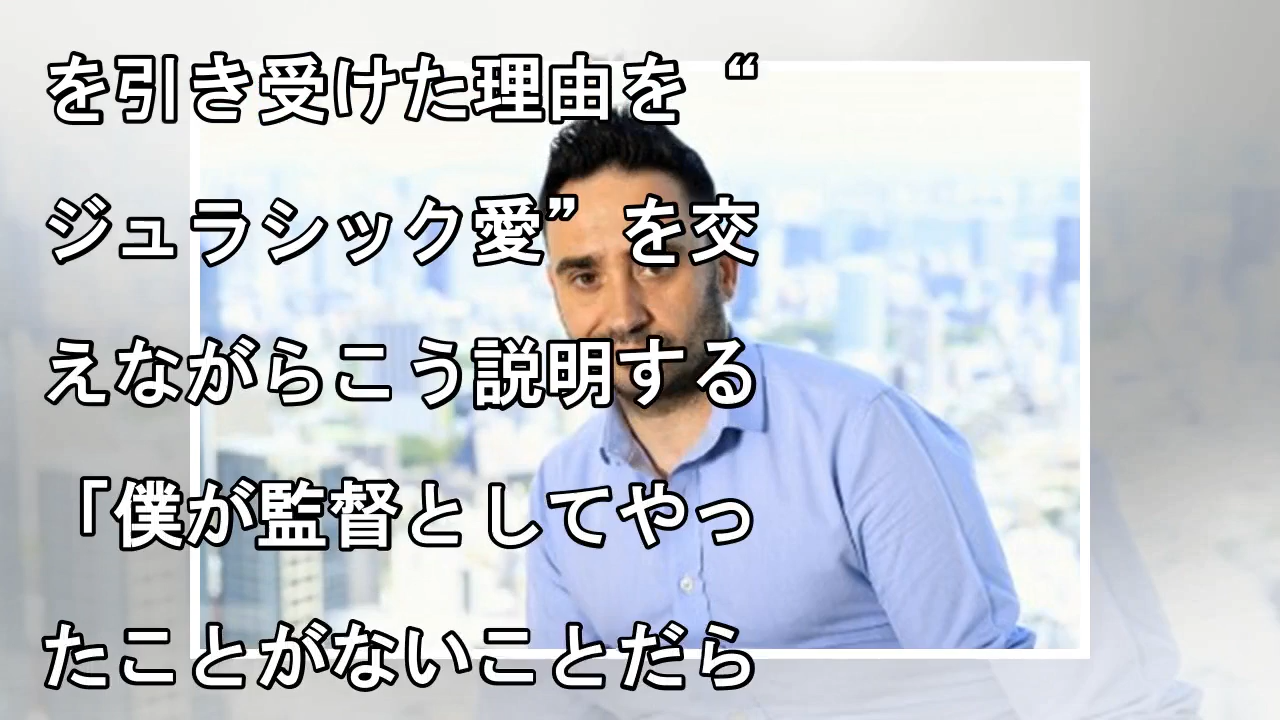 を引き受けた理由を“
ジュラシック愛”を交
えながらこう説明する
「僕が監督としてやっ
たことがないことだら